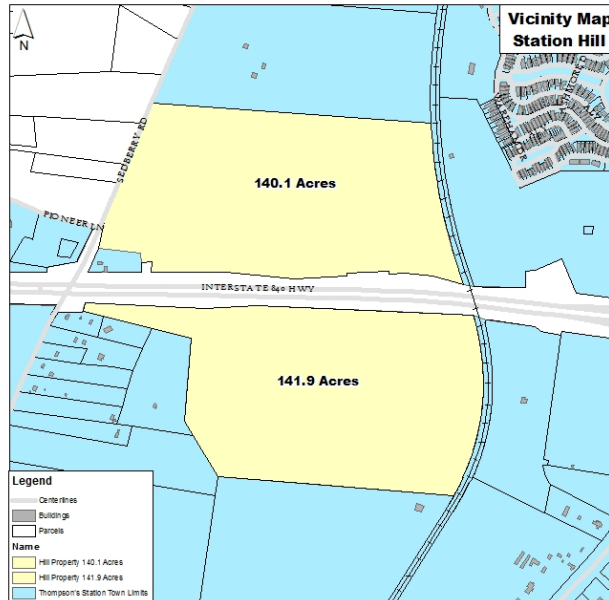 Vicinity Map
Station Hill
N
SEDBERRY RD
140.1 Acres
PIONEER LN
INTERSTATE 840 HWY
141.9 Acres
Legend
Centerlines
Buildings
Parcels
Name
Hill Property 140.1 Acres
Hill Property 141.9 Acres
Thompson's Station Town Limits